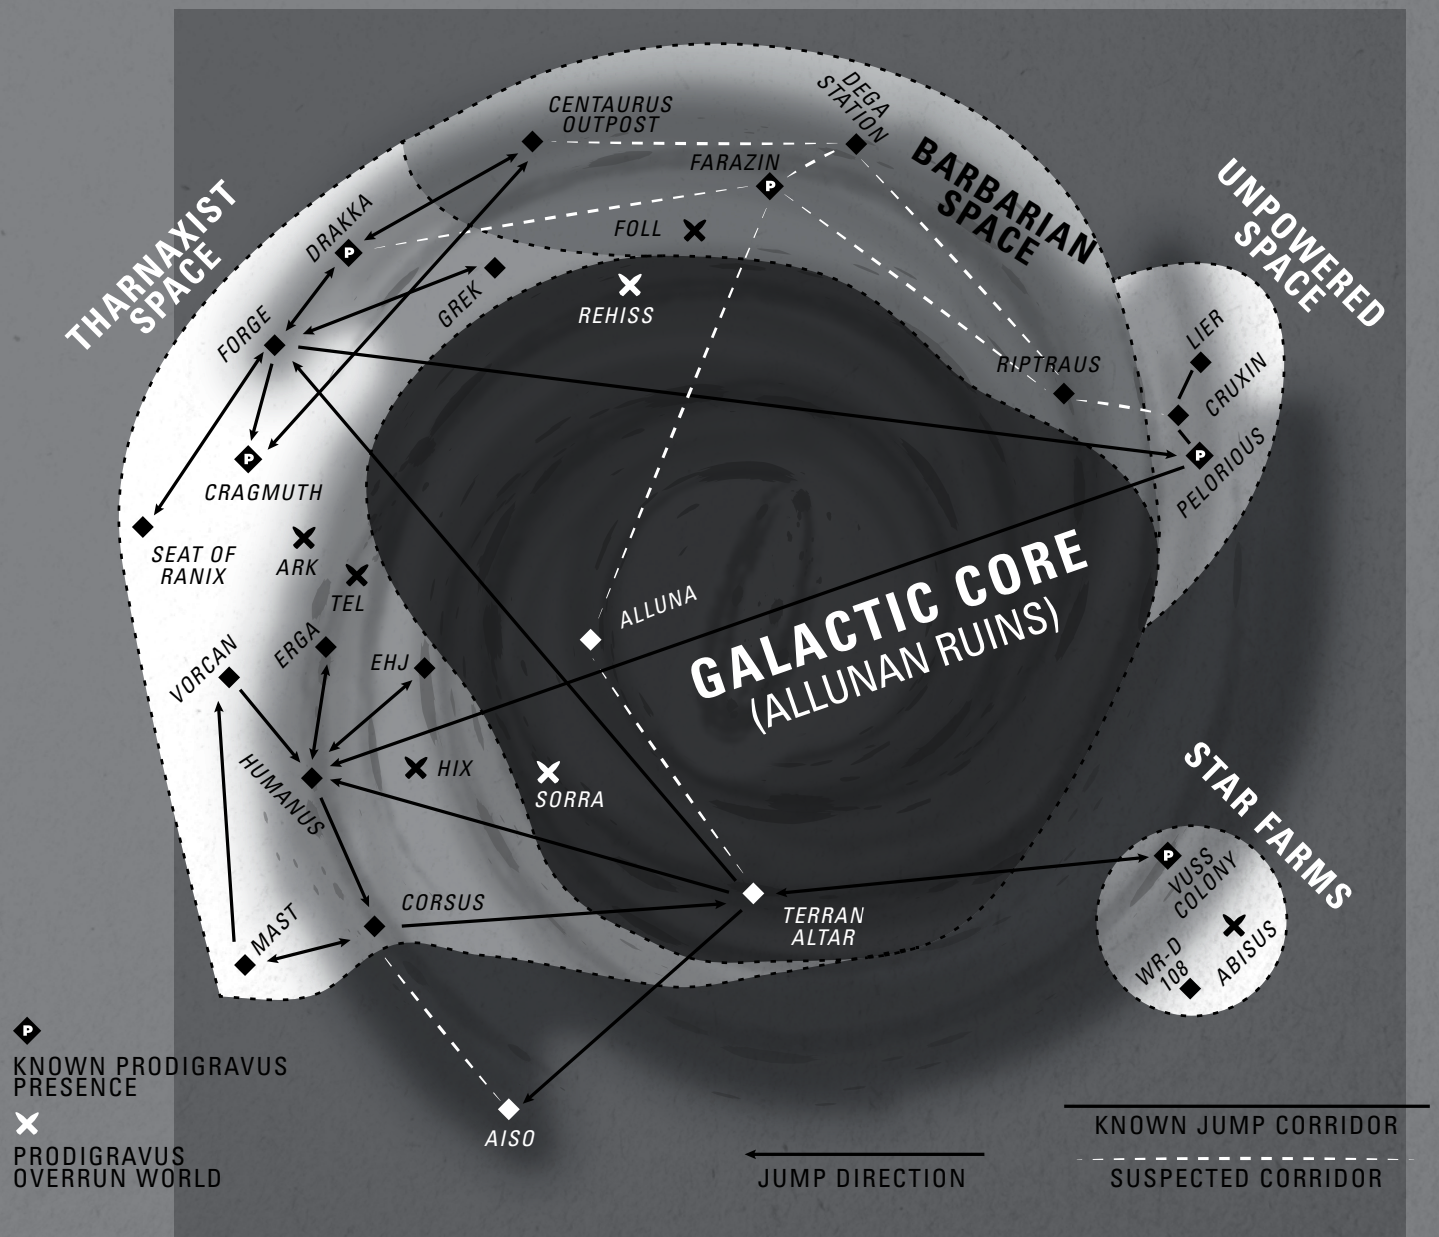 CENTAURUS
OUTPOST
DEGA
STATION
FARAZIN
BARBARIAN
SPACE
UNPOWERED
SPACE
THARNAXIST
SPACE
DRAKKA
P
P
FOLL
GREK
REHISS
FORGE
LIER
RIPTRAUS
CRUXIN
P
PELORIOUS
P
CRAGMUTH
SEAT OF
RANIX
ARK
TEL
ALLUNA
GALACTIC CORE
(ALLUNAN RUINS)
VORCAN
ERGA
EHJ
HUMANUS
HIX
SORRA
STAR FARMS
P
VUSS
COLONY
CORSUS
MAST
TERRAN
ALTAR
WR-D
108
ABISUS
P
KNOWN PRODIGRAVUS
PRESENCE
PRODIGRAVUS
OVERRUN WORLD
AISO
JUMP DIRECTION
KNOWN JUMP CORRIDOR
SUSPECTED CORRIDOR